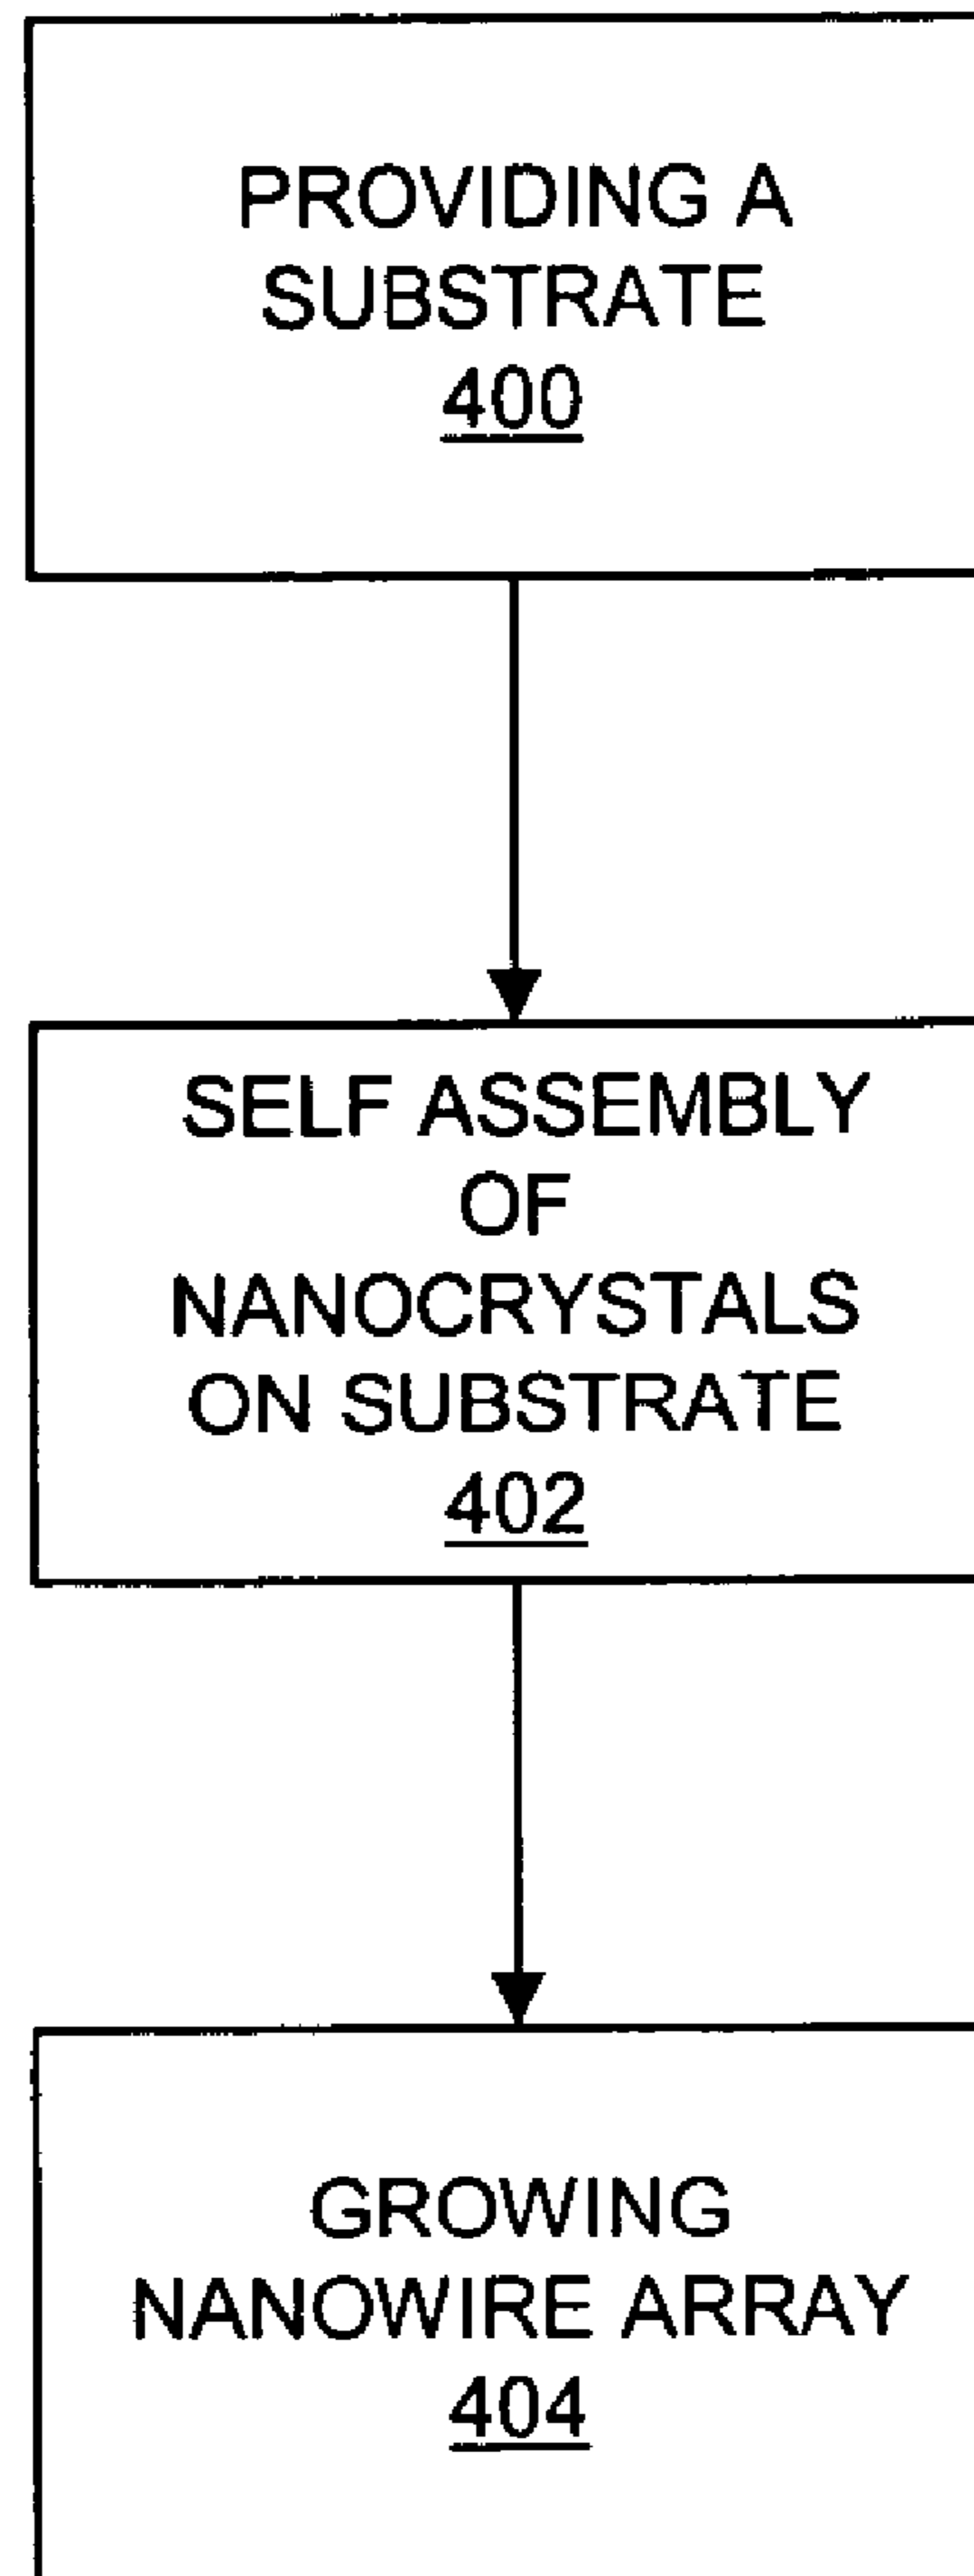 PROVIDING A
SUBSTRATE
400
SELF ASSEMBLY
OF
NANOCRYSTALS
ON SUBSTRATE
402
GROWING
NANOWIRE ARRAY
404